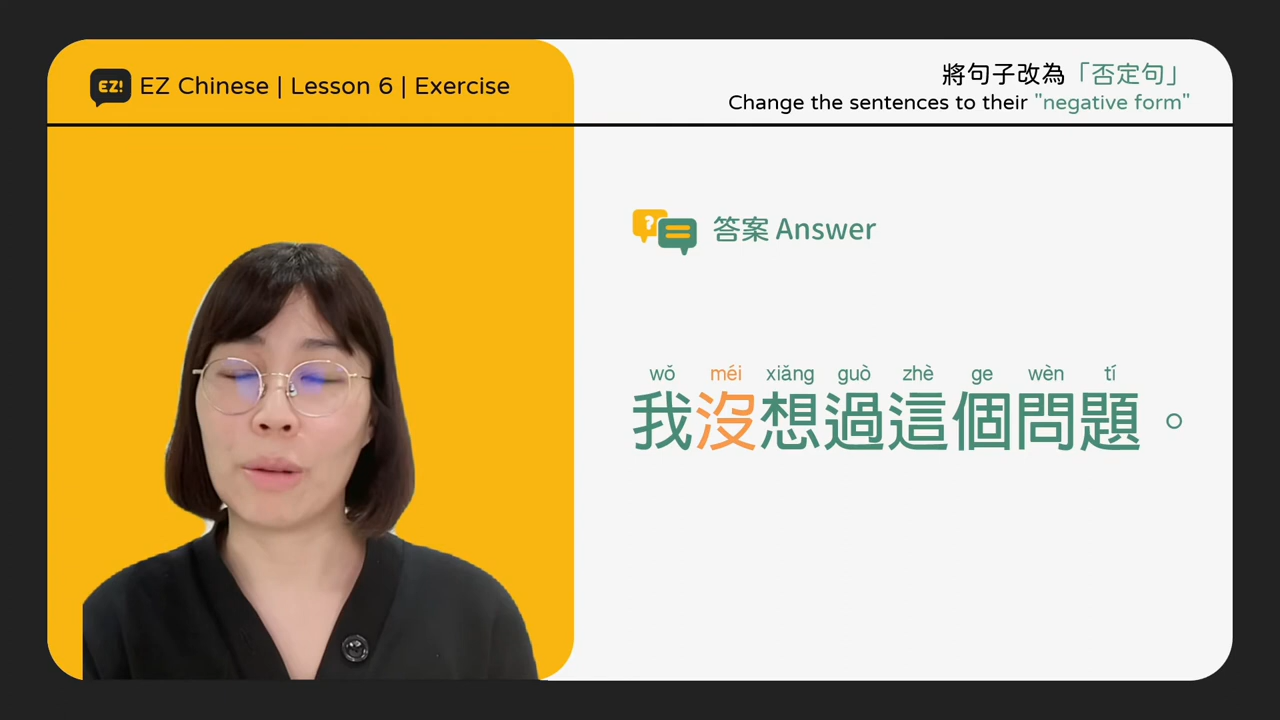 EZ! EZ Chinese | Lesson 6 | Exercise
將句子改為「否定句」
Change the sentences to their "negative form"
? 答案 Answer
wǒ méi xiǎng guò zhè ge wèn tí
我沒想過這個問題。